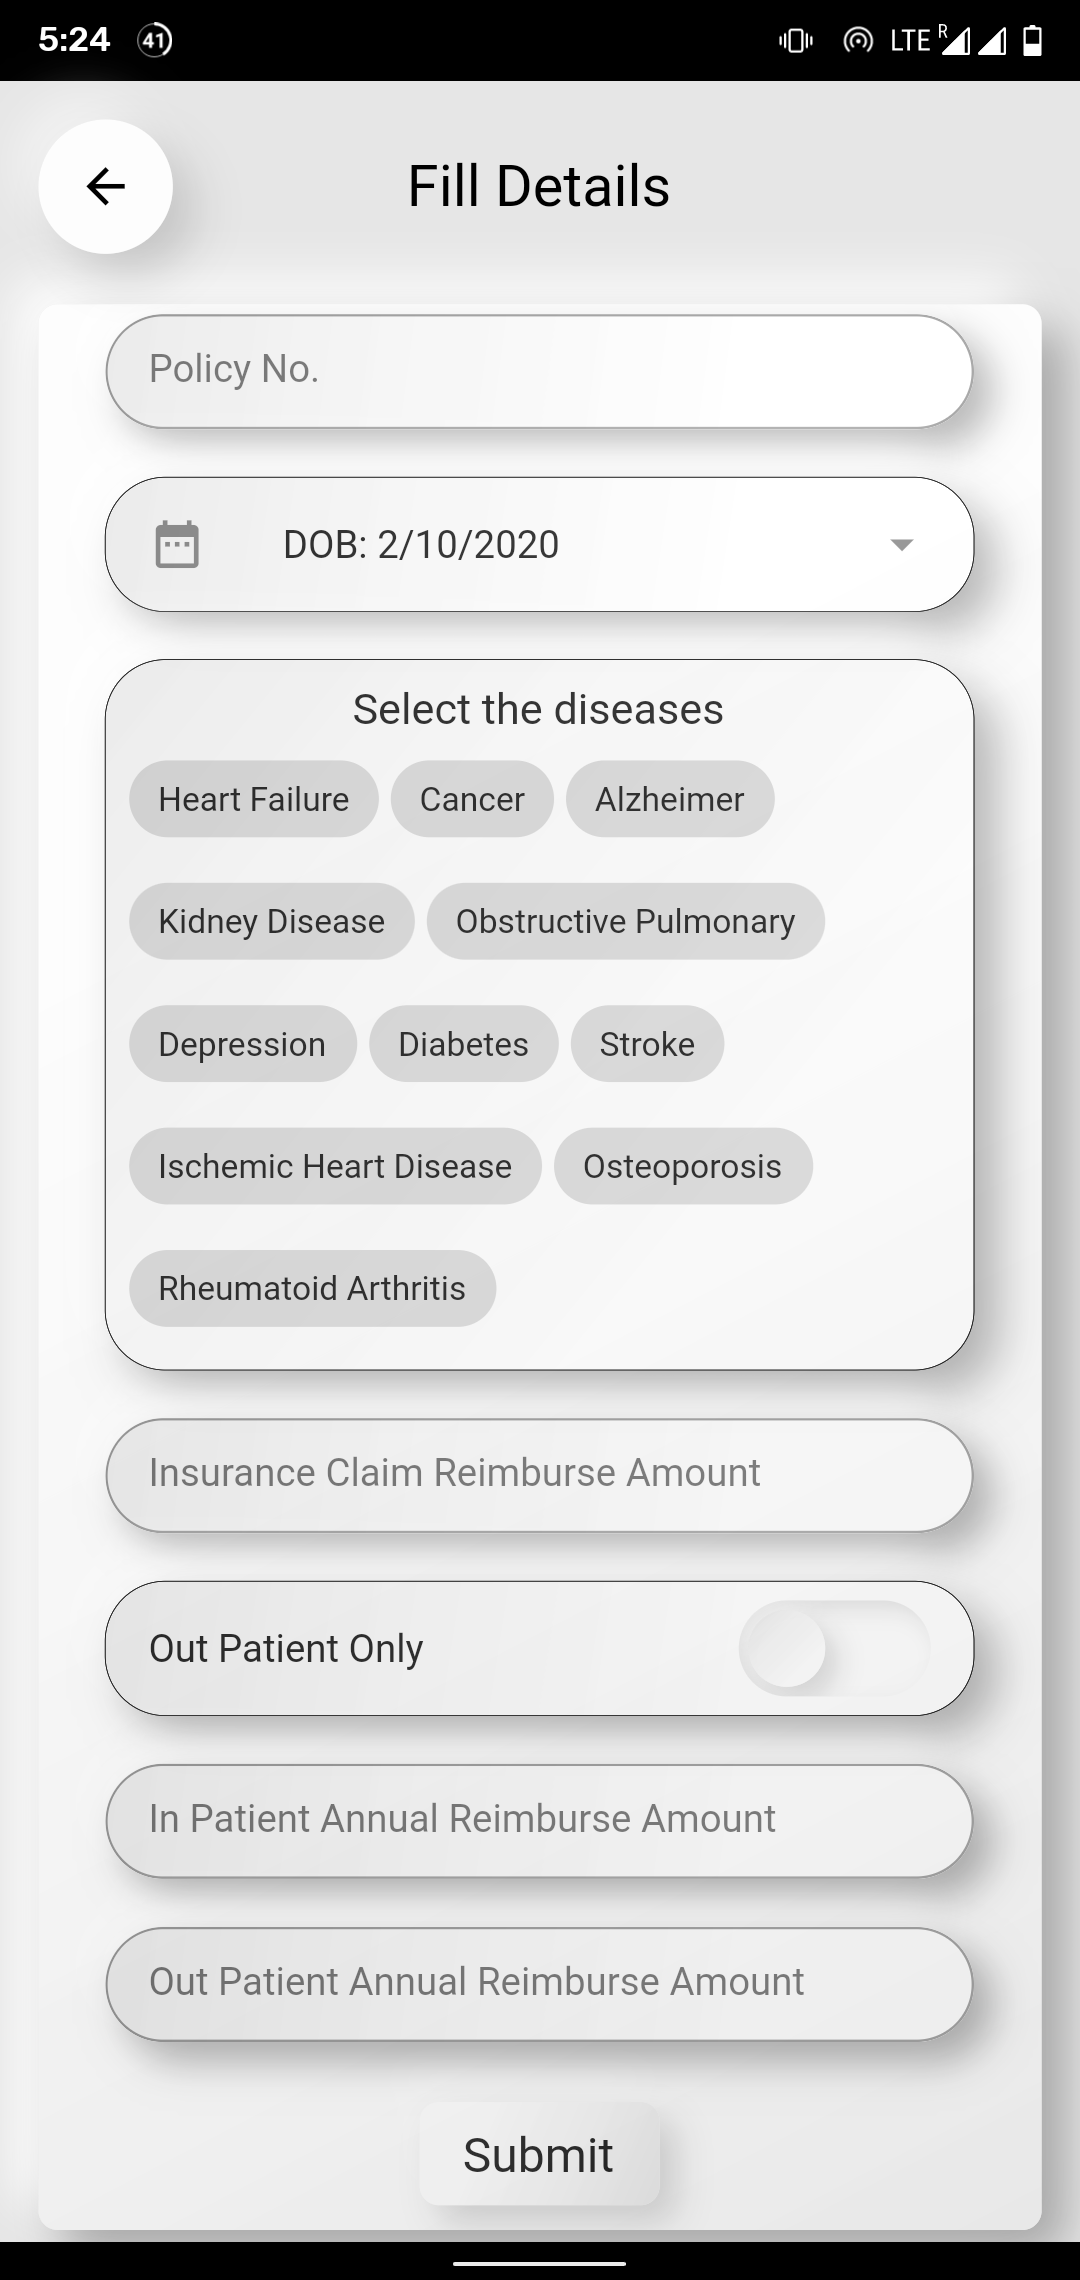 5:24 41 LTE R
Fill Details
Policy No.
DOB: 2/10/2020
Select the diseases
Heart Failure Cancer Alzheimer
Kidney Disease Obstructive Pulmonary
Depression Diabetes Stroke
Ischemic Heart Disease Osteoporosis
Rheumatoid Arthritis
Insurance Claim Reimburse Amount
Out Patient Only
In Patient Annual Reimburse Amount
Out Patient Annual Reimburse Amount
Submit